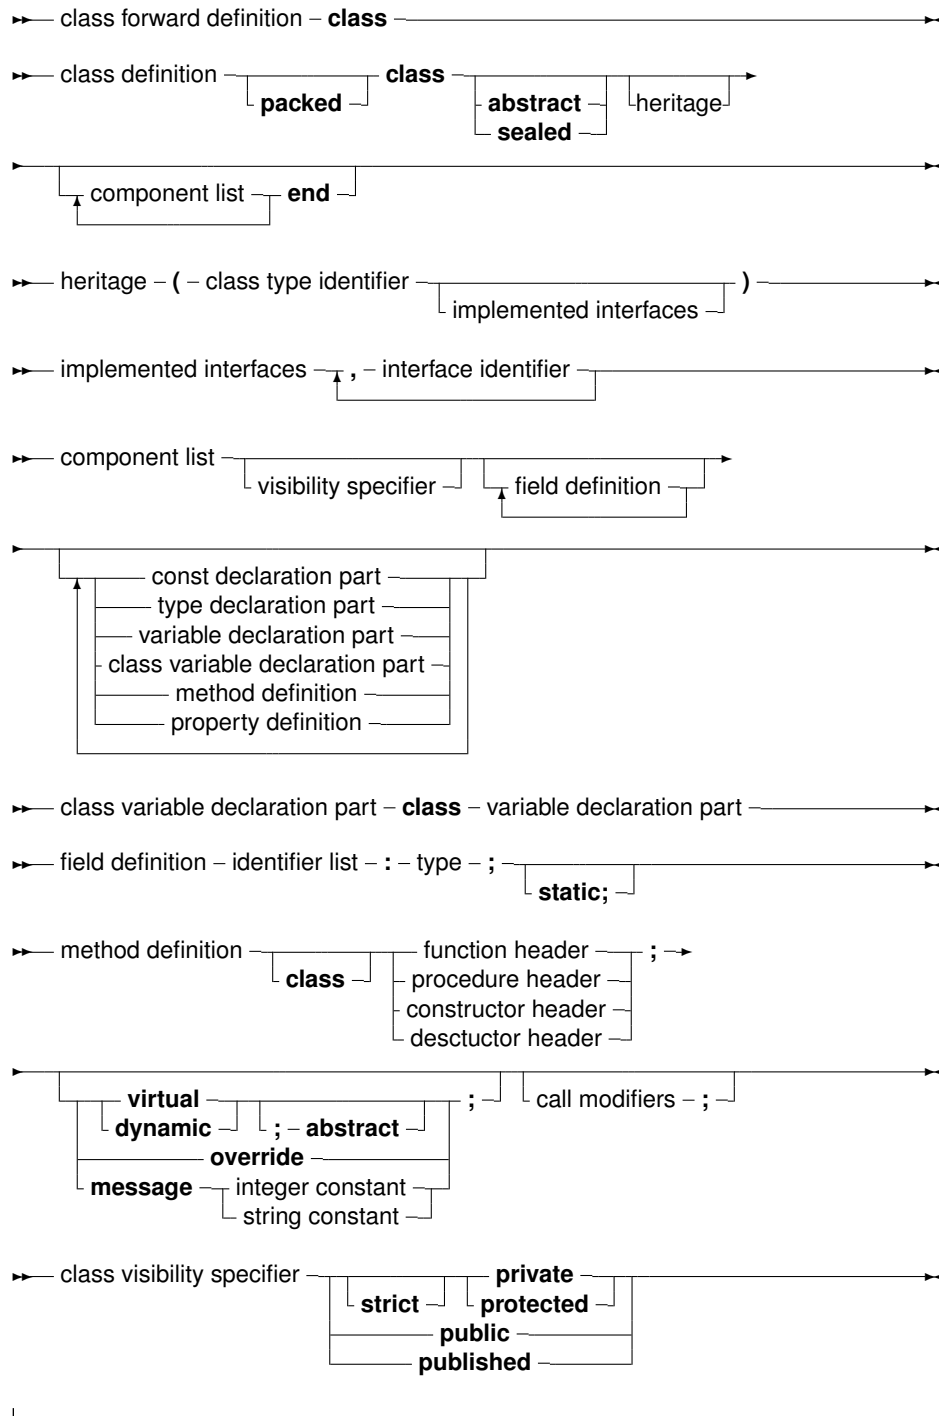 class forward definition – class
class definition class heritage
packed abstract
sealed
component list end
heritage – ( – class type identifier )
implemented interfaces
implemented interfaces , – interface identifier
component list
visibility specifier field definition
const declaration part
type declaration part
variable declaration part
class variable declaration part
method definition
property definition
class variable declaration part – class – variable declaration part
field definition – identifier list – : – type – ;
static;
method definition function header ;
class procedure header
constructor header
desctuctor header
virtual ; call modifiers – ;
dynamic ; – abstract
override
message integer constant
string constant
class visibility specifier private
strict protected
public
published